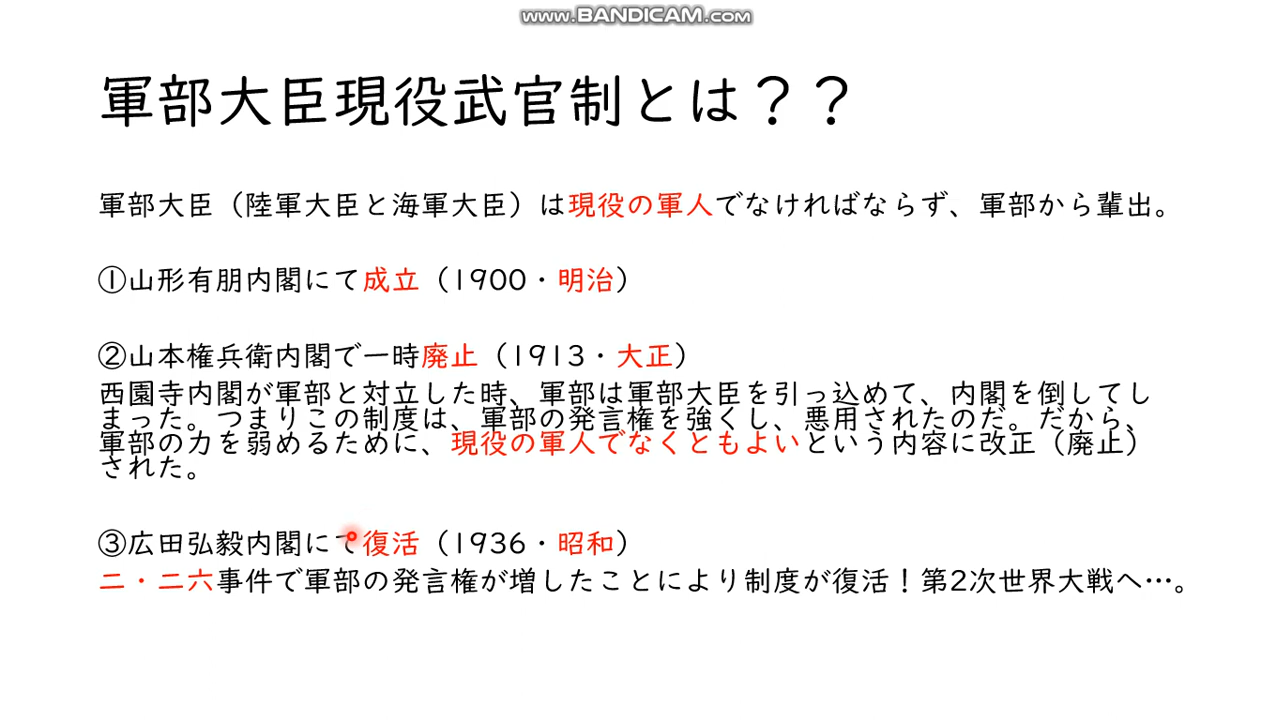 www.BANDICAM.com
軍部大臣現役武官制とは？？
軍部大臣（陸軍大臣と海軍大臣）は現役の軍人でなければならず、軍部から輩出。
①山形有朋内閣にて成立（1900・明治）
②山本権兵衛内閣で一時廃止（1913・大正）
西園寺内閣が軍部と対立した時、軍部は軍部大臣を引っ込めて、内閣を倒してし
まった。つまりこの制度は、軍部の発言権を強くし、悪用されたのだ。だから、
軍部の力を弱めるために、現役の軍人でなくともよいという内容に改正（廃止）
された。
③広田弘毅内閣にて復活（1936・昭和）
二・二六事件で軍部の発言権が増したことにより制度が復活！第2次世界大戦へ…。